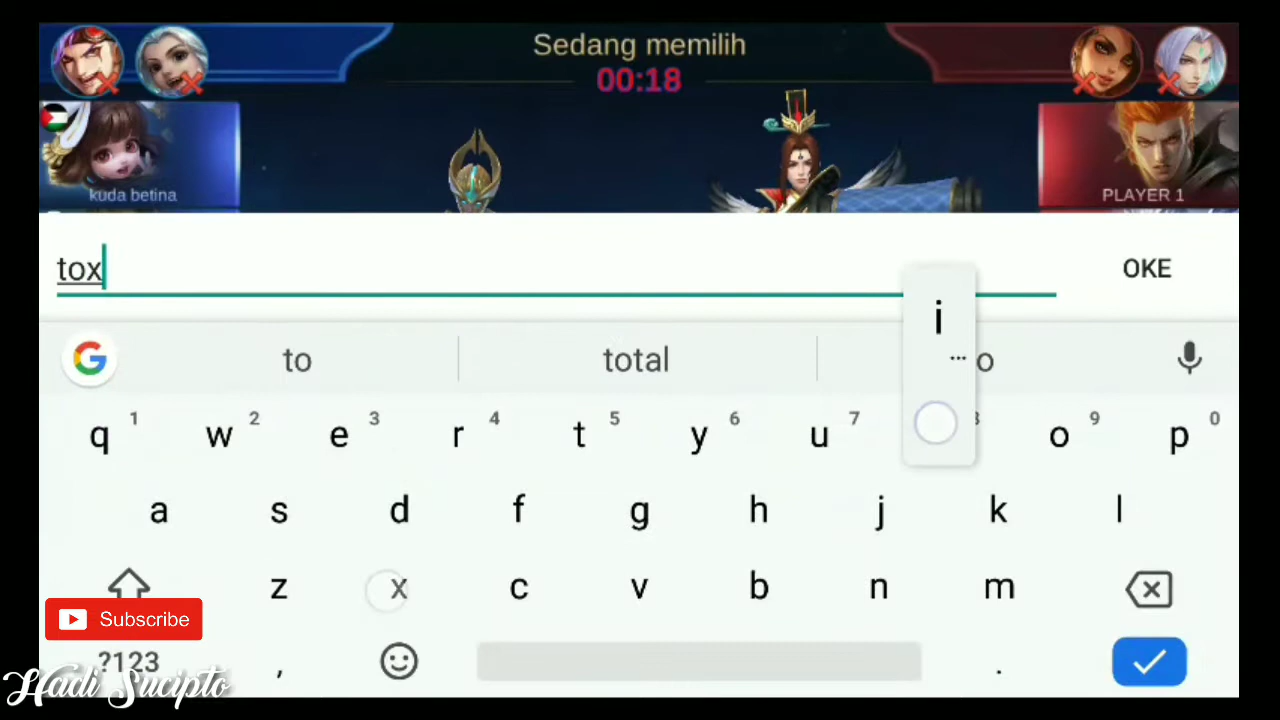 Sedang memilih
00:18
kuda betina
PLAYER 1
tox
OKE
i
to
total
o
q 1 w 2 e 3 r 4 t 5 y 6 u 7 8 o 9 p 0
a s d f g h j k l
z x c v b n m
Subscribe
?123 , .
Hadi Sucipto